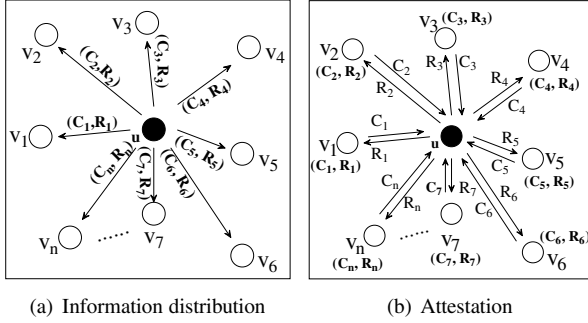 v3
v2
(C2,R2)
(C3,R3)
v4
(C4, R4)
v1
(C1,R1)
u
(C5, R5)
v5
(Cn, Rn)
(C7, R7)
(C6, R6)
vn
......
v7
v6
(a) Information distribution
v3
(C3, R3)
v2
(C2, R2)
C2
R2
R3
C3
v4
(C4, R4)
R4
C4
v1
(C1, R1)
C1
R1
u
R5
C5
v5
(C5, R5)
Cn
Rn
C7
R7
R6
C6
vn
(Cn, Rn)
......
v7
(C7, R7)
(C6, R6)
v6
(b) Attestation